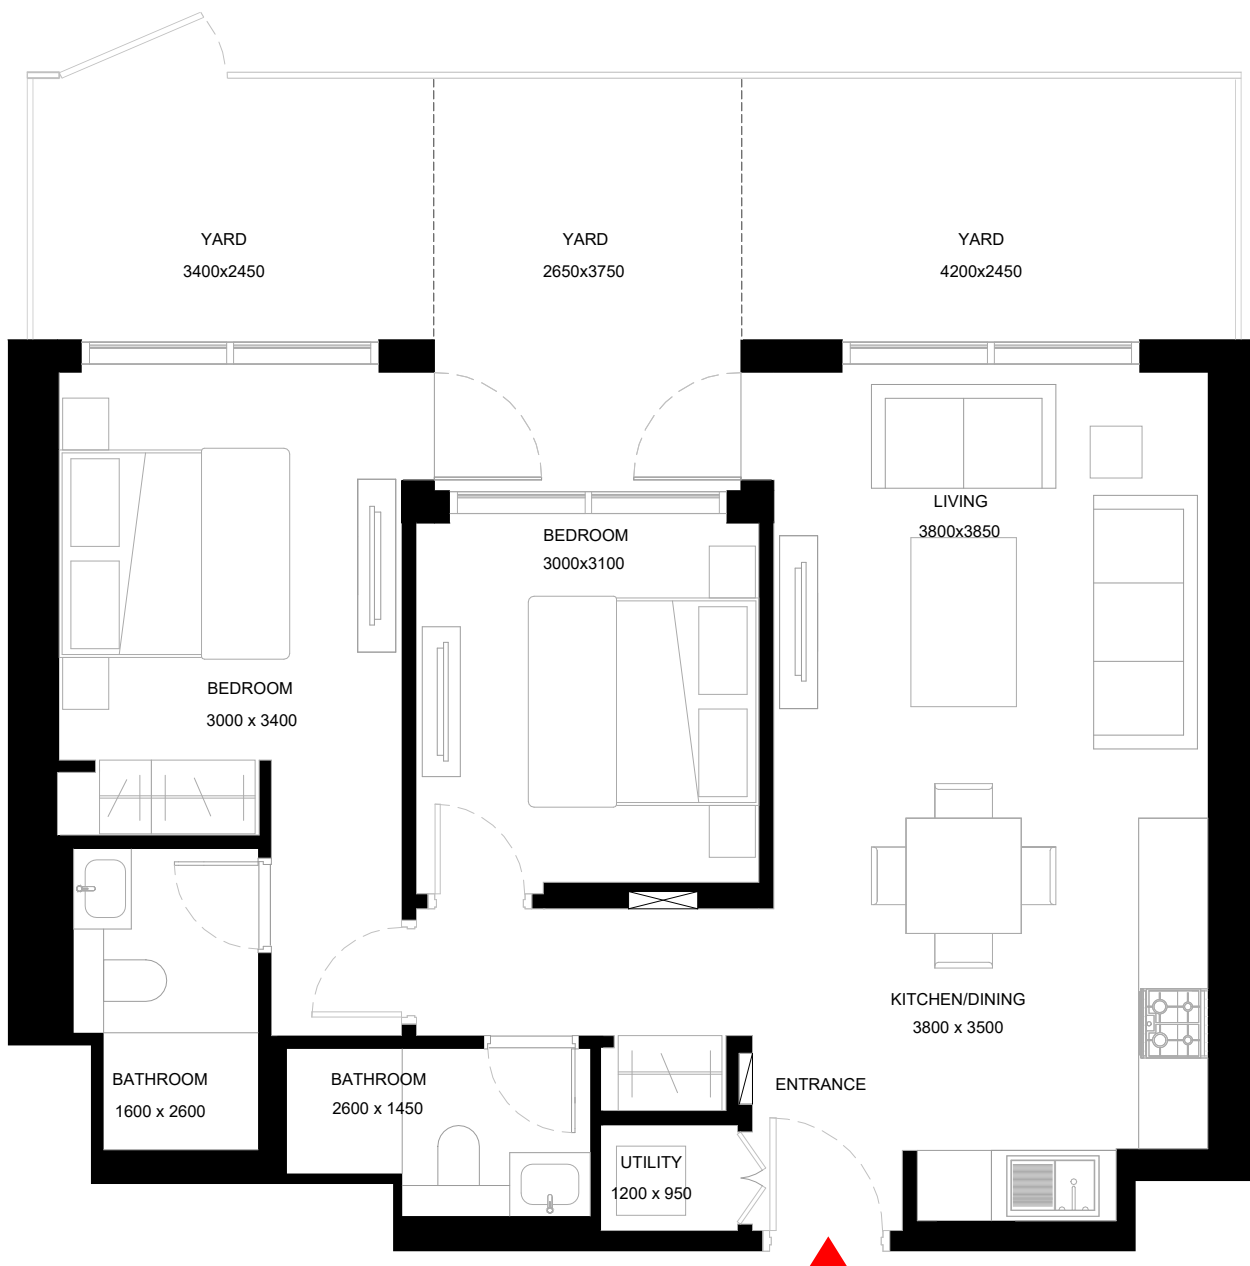 YARD
3400x2450
YARD
2650x3750
YARD
4200x2450
LIVING
3800x3850
BEDROOM
3000x3100
BEDROOM
3000 x 3400
KITCHEN/DINING
3800 x 3500
BATHROOM
1600 x 2600
BATHROOM
2600 x 1450
ENTRANCE
UTILITY
1200 x 950